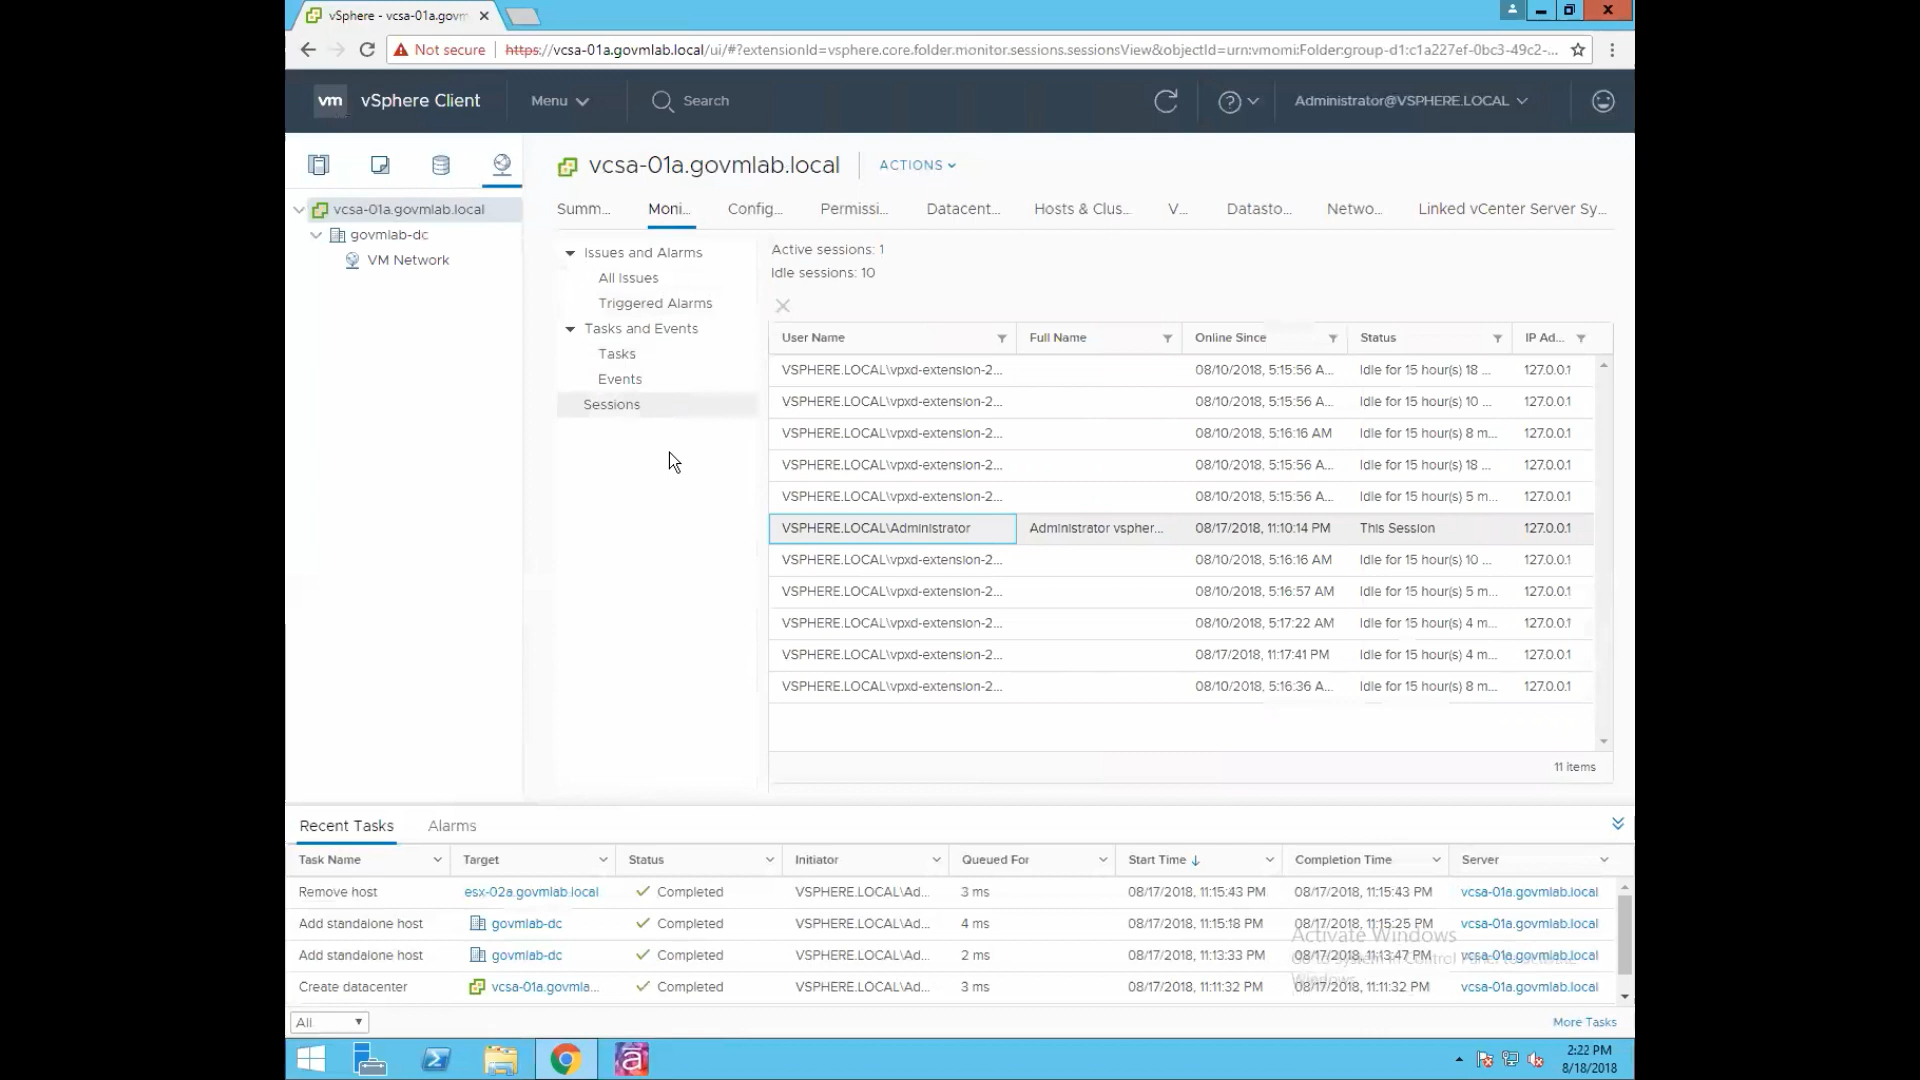 vSphere - vcsa-01a.govm
Not secure https://vcsa-01a.govmlab.local/ui/#?extensionId=vsphere.core.folder.monitor.sessions.sessionsView&objectId=urn:vmomi:Folder:group-d1:c1a227ef-0bc3-49c2-...
vm vSphere Client Menu Search Administrator@VSPHERE.LOCAL
vcsa-01a.govmlab.local ACTIONS
vcsa-01a.govmlab.local
govmlab-dc
VM Network
Summ... Moni... Config... Permissi... Datacent... Hosts & Clus... V... Datasto... Netwo... Linked vCenter Server Sy...
Issues and Alarms
All Issues
Triggered Alarms
Tasks and Events
Tasks
Events
Sessions
Active sessions: 1
Idle sessions: 10
User Name Full Name Online Since Status IP Ad...
VSPHERE.LOCAL\vpxd-extension-2... 08/10/2018, 5:15:56 A... Idle for 15 hour(s) 18 ... 127.0.0.1
VSPHERE.LOCAL\vpxd-extension-2... 08/10/2018, 5:15:56 A... Idle for 15 hour(s) 10 ... 127.0.0.1
VSPHERE.LOCAL\vpxd-extension-2... 08/10/2018, 5:16:16 AM Idle for 15 hour(s) 8 m... 127.0.0.1
VSPHERE.LOCAL\vpxd-extension-2... 08/10/2018, 5:15:56 A... Idle for 15 hour(s) 18 ... 127.0.0.1
VSPHERE.LOCAL\vpxd-extension-2... 08/10/2018, 5:15:56 A... Idle for 15 hour(s) 5 m... 127.0.0.1
VSPHERE.LOCAL\Administrator Administrator vspher... 08/17/2018, 11:10:14 PM This Session 127.0.0.1
VSPHERE.LOCAL\vpxd-extension-2... 08/10/2018, 5:16:16 AM Idle for 15 hour(s) 10 ... 127.0.0.1
VSPHERE.LOCAL\vpxd-extension-2... 08/10/2018, 5:16:57 AM Idle for 15 hour(s) 5 m... 127.0.0.1
VSPHERE.LOCAL\vpxd-extension-2... 08/10/2018, 5:17:22 AM Idle for 15 hour(s) 4 m... 127.0.0.1
VSPHERE.LOCAL\vpxd-extension-2... 08/17/2018, 11:17:41 PM Idle for 15 hour(s) 4 m... 127.0.0.1
VSPHERE.LOCAL\vpxd-extension-2... 08/10/2018, 5:16:36 A... Idle for 15 hour(s) 8 m... 127.0.0.1
11 items
Recent Tasks Alarms
Task Name Target Status Initiator Queued For Start Time Completion Time Server
Remove host esx-02a.govmlab.local Completed VSPHERE.LOCAL\Ad... 3 ms 08/17/2018, 11:15:43 PM 08/17/2018, 11:15:43 PM vcsa-01a.govmlab.local
Add standalone host govmlab-dc Completed VSPHERE.LOCAL\Ad... 4 ms 08/17/2018, 11:15:18 PM 08/17/2018, 11:15:25 PM vcsa-01a.govmlab.local
Activate Windows
Add standalone host govmlab-dc Completed VSPHERE.LOCAL\Ad... 2 ms 08/17/2018, 11:13:33 PM 08/17/2018, 11:13:47 PM vcsa-01a.govmlab.local
Go to System in Control Panel to activate
Windows.
Create datacenter vcsa-01a.govmla... Completed VSPHERE.LOCAL\Ad... 3 ms 08/17/2018, 11:11:32 PM 08/17/2018, 11:11:32 PM vcsa-01a.govmlab.local
All More Tasks
2:22 PM
8/18/2018